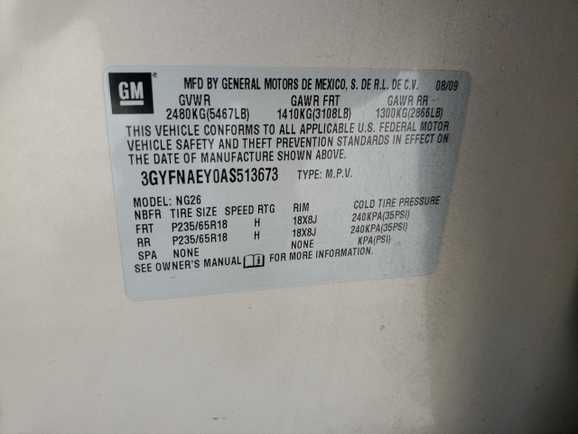 GM
MFD BY GENERAL MOTORS DE MEXICO, S. DE R.L. DE C.V. 08/09
GVWR GAWR FRT GAWR RR
2480KG(5467LB) 1410KG(3108LB) 1300KG(2866LB)
THIS VEHICLE CONFORMS TO ALL APPLICABLE U.S. FEDERAL MOTOR
VEHICLE SAFETY AND THEFT PREVENTION STANDARDS IN EFFECT ON
THE DATE OF MANUFACTURE SHOWN ABOVE.
3GYFNAEY0AS513673 TYPE: M.P.V.
MODEL: NG26
NBFR TIRE SIZE SPEED RTG RIM COLD TIRE PRESSURE
FRT P235/65R18 H 18X8J 240KPA(35PSI)
RR P235/65R18 H 18X8J 240KPA(35PSI)
SPA NONE NONE KPA(PSI)
SEE OWNER'S MANUAL FOR MORE INFORMATION.